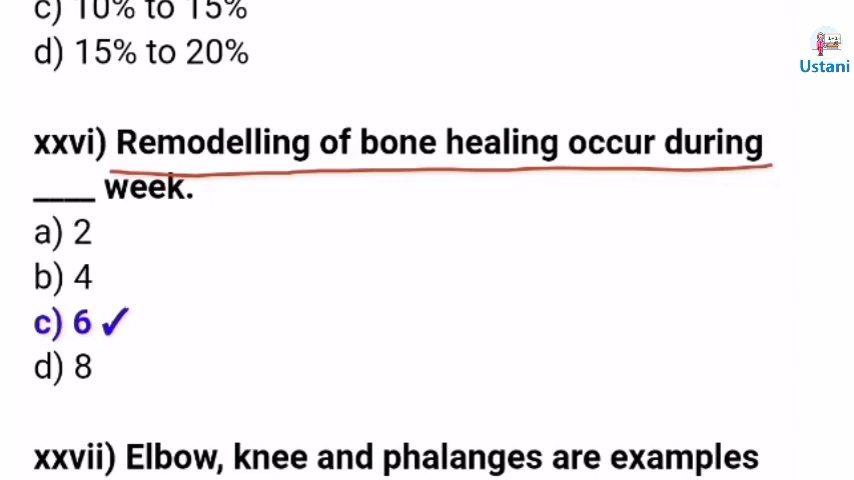 c) 10% to 15%
d) 15% to 20%
Ustani
xxvi) Remodelling of bone healing occur during
____ week.
a) 2
b) 4
c) 6 ✓
d) 8
xxvii) Elbow, knee and phalanges are examples